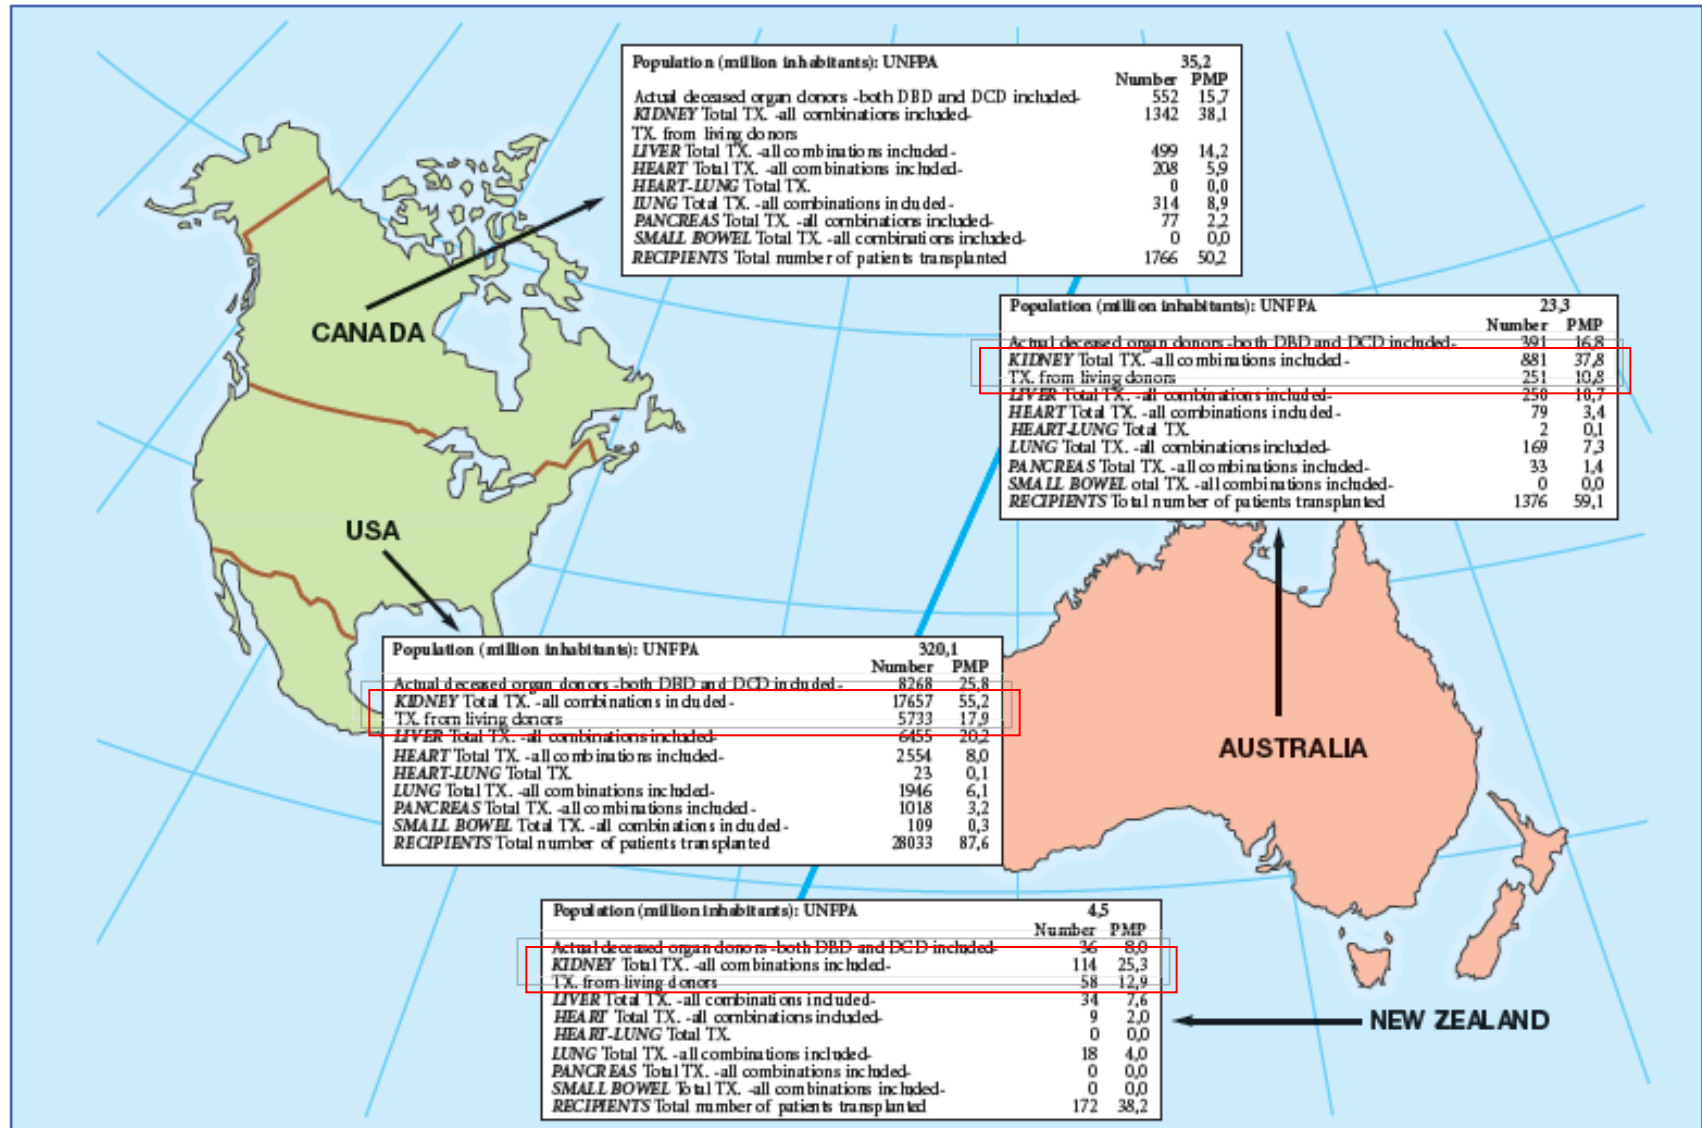 Population (million inhabitants): UNFPA 35,2
Number PMP
Actual deceased organ donors -both DBD and DCD included- 552 15,7
KIDNEY Total TX. -all combinations included- 1342 38,1
TX. from living donors
LIVER Total TX. -all combinations included- 499 14,2
HEART Total TX. -all combinations included- 208 5,9
HEART-LUNG Total TX. 0 0,0
LUNG Total TX. -all combinations included- 314 8,9
PANCREAS Total TX. -all combinations included- 77 2,2
SMALL BOWEL Total TX. -all combinations included- 0 0,0
RECIPIENTS Total number of patients transplanted 1766 50,2
CANADA
Population (million inhabitants): UNFPA 23,3
Number PMP
Actual deceased organ donors -both DBD and DCD included- 391 16,8
KIDNEY Total TX. -all combinations included- 881 37,8
TX. from living donors 251 10,8
LIVER Total TX. -all combinations included- 250 10,7
HEART Total TX. -all combinations included- 79 3,4
HEART-LUNG Total TX. 2 0,1
LUNG Total TX. -all combinations included- 169 7,3
PANCREAS Total TX. -all combinations included- 33 1,4
SMALL BOWEL otal TX. -all combinations included- 0 0,0
RECIPIENTS Total number of patients transplanted 1376 59,1
USA
Population (million inhabitants): UNFPA 320,1
Number PMP
Actual deceased organ donors -both DBD and DCD included- 8268 25,8
KIDNEY Total TX. -all combinations included- 17657 55,2
TX. from living donors 5733 17,9
LIVER Total TX. -all combinations included- 6455 20,2
HEART Total TX. -all combinations included- 2554 8,0
HEART-LUNG Total TX. 23 0,1
LUNG Total TX. -all combinations included- 1946 6,1
PANCREAS Total TX. -all combinations included- 1018 3,2
SMALL BOWEL Total TX. -all combinations included- 109 0,3
RECIPIENTS Total number of patients transplanted 28033 87,6
AUSTRALIA
Population (million inhabitants): UNFPA 4,5
Number PMP
Actual deceased organ donors -both DBD and DCD included- 36 8,0
KIDNEY Total TX. -all combinations included- 114 25,3
TX. from living donors 58 12,9
LIVER Total TX. -all combinations included- 34 7,6
HEART Total TX. -all combinations included- 9 2,0
HEART-LUNG Total TX. 0 0,0
LUNG Total TX. -all combinations included- 18 4,0
PANCREAS Total TX. -all combinations included- 0 0,0
SMALL BOWEL Total TX. -all combinations included- 0 0,0
RECIPIENTS Total number of patients transplanted 172 38,2
NEW ZEALAND